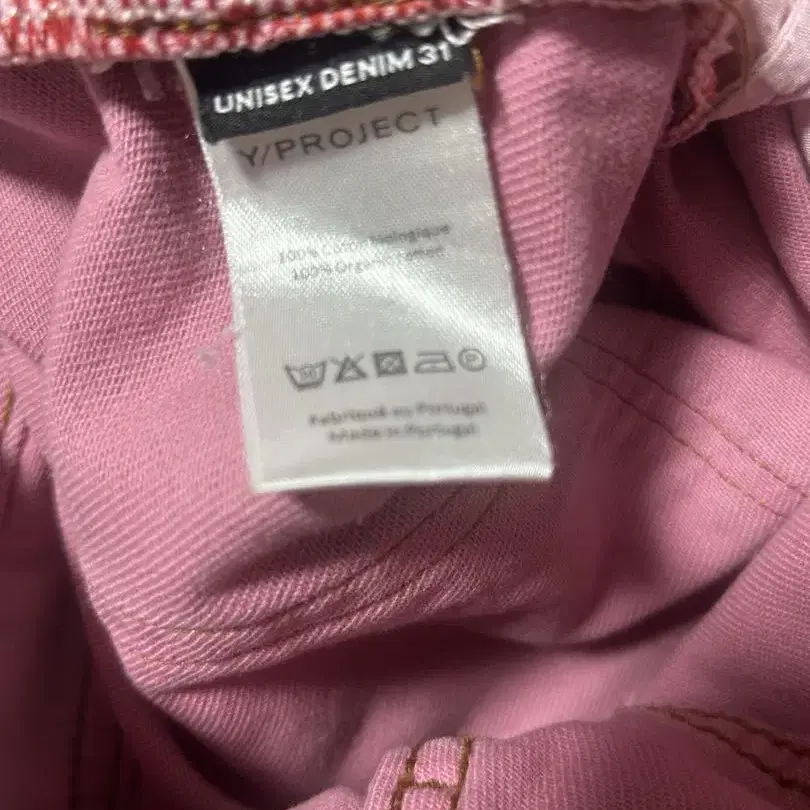 UNISEX DENIM 31
Y/PROJECT
100% Coton Biologique
100% Organic Cotton
Fabriqué au Portugal
Made in Portugal